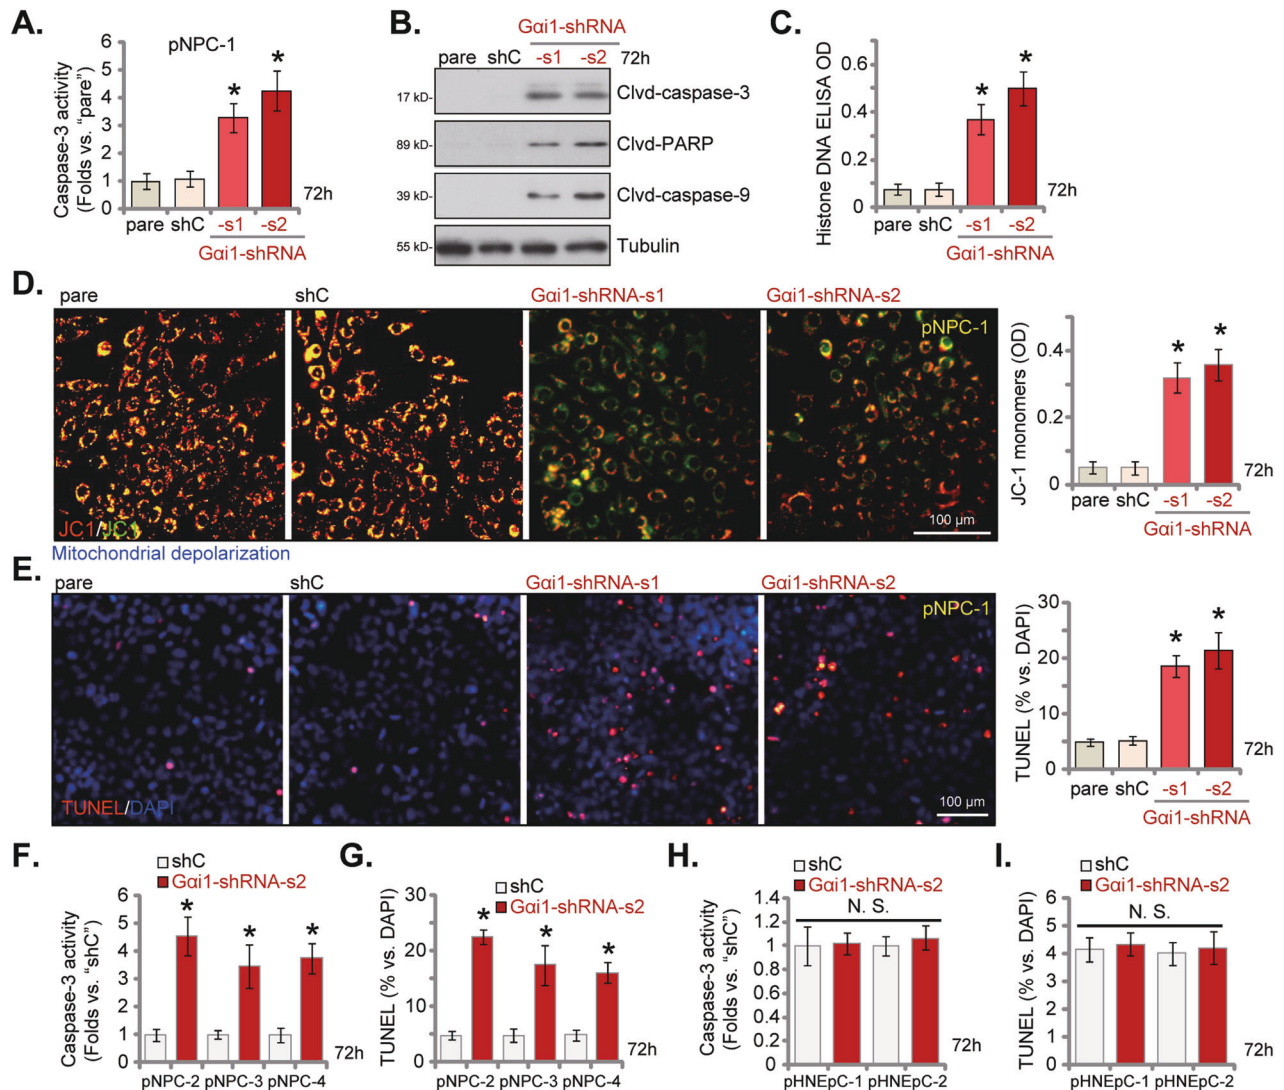 A.
pNPC-1
Caspase-3 activity
(Folds vs. “pare”)
6
5
4
3
2
1
0
*
*
72h
pare shC -s1 -s2
Gαi1-shRNA
B.
Gαi1-shRNA
pare shC -s1 -s2 72h
17 kD- Clvd-caspase-3
89 kD- Clvd-PARP
39 kD- Clvd-caspase-9
55 kD- Tubulin
C.
Histone DNA ELISA OD
0.6
0.4
0.2
0
*
*
72h
pare shC -s1 -s2
Gαi1-shRNA
D.
pare shC Gαi1-shRNA-s1 Gαi1-shRNA-s2
pNPC-1
JC1/JC1
100 µm
Mitochondrial depolarization
JC-1 monomers (OD)
0.4
0.2
0
*
*
72h
pare shC -s1 -s2
Gαi1-shRNA
E.
pare shC Gαi1-shRNA-s1 Gαi1-shRNA-s2
pNPC-1
TUNEL/DAPI
100 µm
TUNEL (% vs. DAPI)
30
20
10
0
*
*
72h
pare shC -s1 -s2
Gαi1-shRNA
F.
shC
Gαi1-shRNA-s2
Caspase-3 activity
(Folds vs. “shC”)
6
5
4
3
2
1
0
*
*
*
72h
pNPC-2 pNPC-3 pNPC-4
G.
shC
Gαi1-shRNA-s2
TUNEL (% vs. DAPI)
30
20
10
0
*
*
*
72h
pNPC-2 pNPC-3 pNPC-4
H.
shC
Gαi1-shRNA-s2
N. S.
Caspase-3 activity
(Folds vs. “shC”)
1.4
1.2
1
0.8
0.6
0.4
0.2
0
72h
pHNEpC-1 pHNEpC-2
I.
shC
Gαi1-shRNA-s2
N. S.
TUNEL (% vs. DAPI)
6
5
4
3
2
1
0
72h
pHNEpC-1 pHNEpC-2